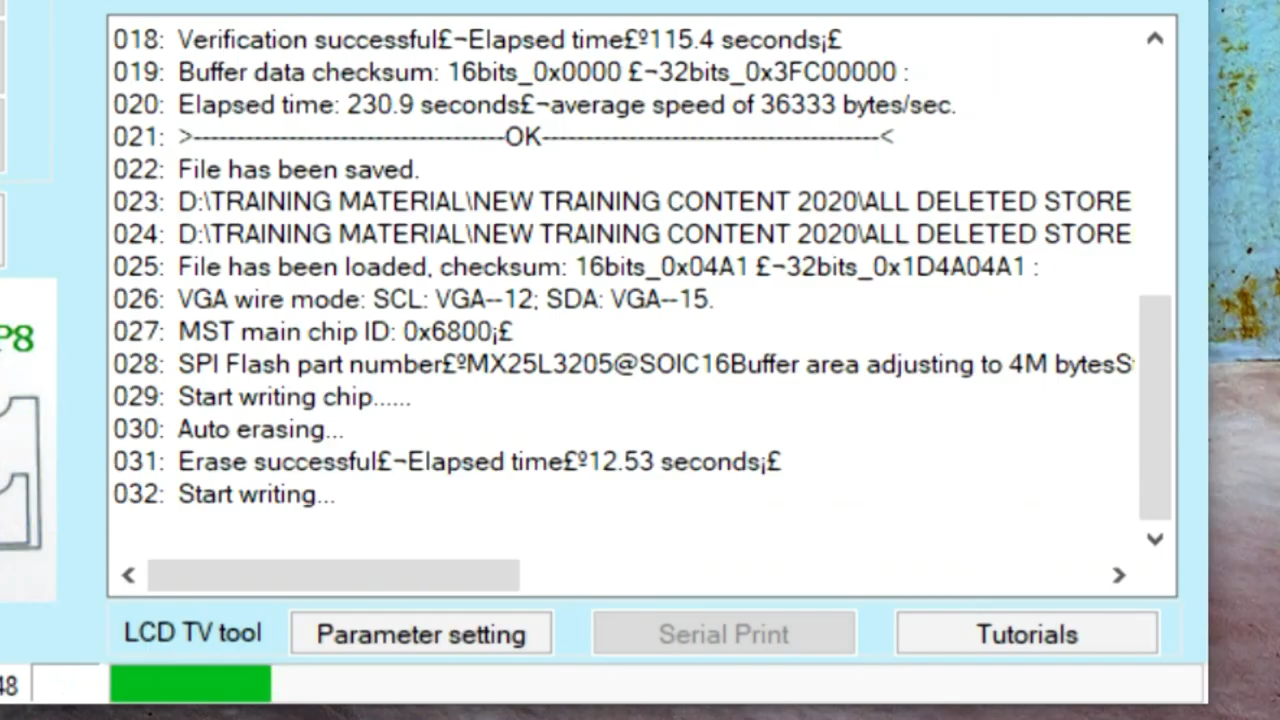 018: Verification successful£¬Elapsed time£º115.4 seconds¡£
019: Buffer data checksum: 16bits_0x0000 £¬32bits_0x3FC00000 :
020: Elapsed time: 230.9 seconds£¬average speed of 36333 bytes/sec.
021: >-----------------------------------OK--------------------------------------<
022: File has been saved.
023: D:\TRAINING MATERIAL\NEW TRAINING CONTENT 2020\ALL DELETED STORE
024: D:\TRAINING MATERIAL\NEW TRAINING CONTENT 2020\ALL DELETED STORE
025: File has been loaded, checksum: 16bits_0x04A1 £¬32bits_0x1D4A04A1 :
026: VGA wire mode: SCL: VGA--12; SDA: VGA--15.
027: MST main chip ID: 0x6800¡£
028: SPI Flash part number£ºMX25L3205@SOIC16Buffer area adjusting to 4M bytesS
029: Start writing chip......
030: Auto erasing...
031: Erase successful£¬Elapsed time£º12.53 seconds¡£
032: Start writing...
P8
LCD TV tool
Parameter setting
Serial Print
Tutorials
48